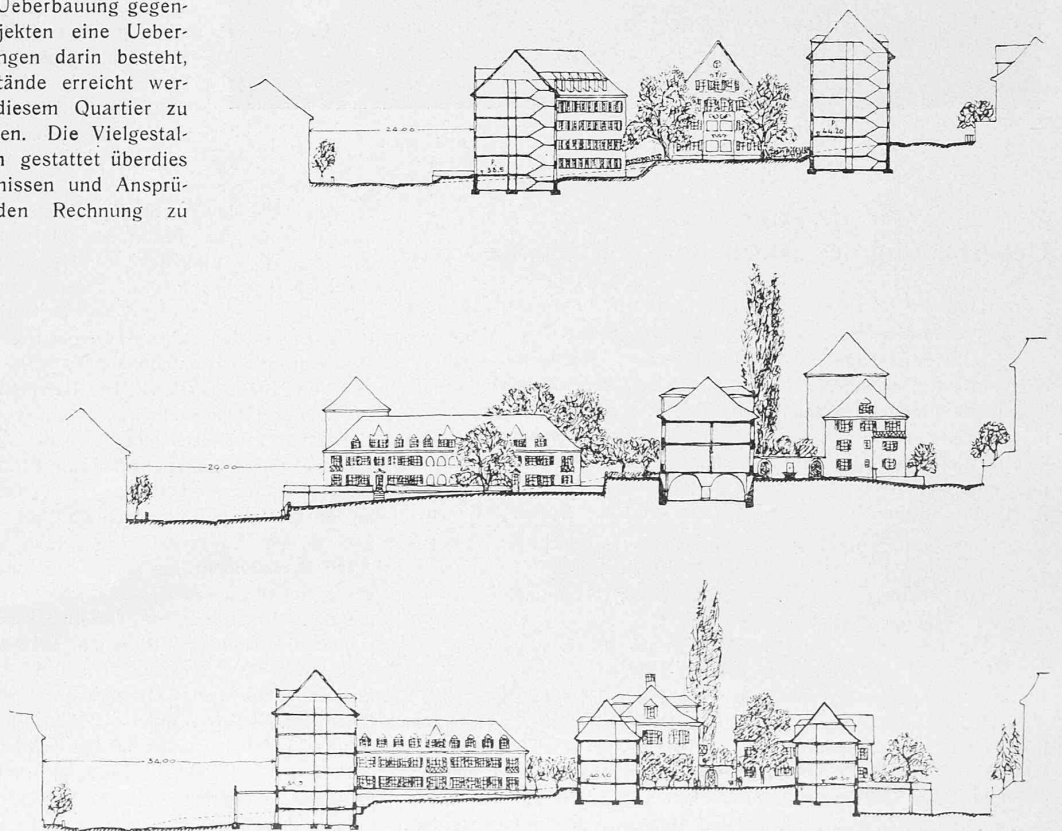 Ueberbauung gegen-
jekten eine Ueber-
ngen darin besteht,
tände erreicht wer-
diesem Quartier zu
en. Die Vielgestal-
n gestattet überdies
nissen und Ansprü-
den Rechnung zu
24.00
29.00
34.00